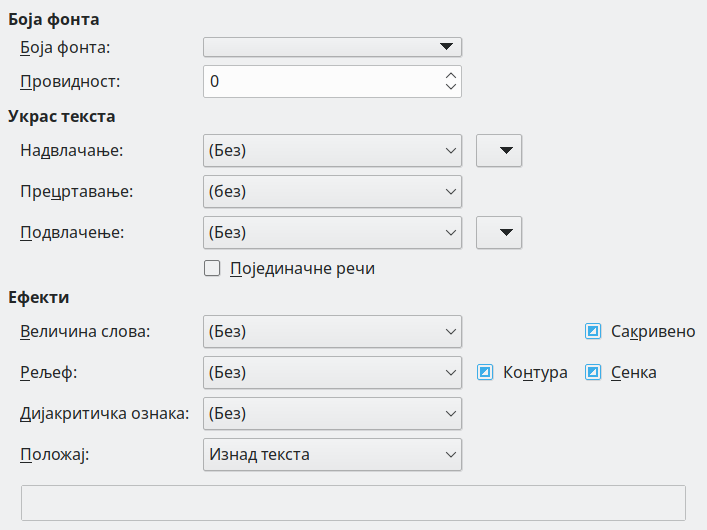 Боја фонта
Боја фонта:
Провидност: 0
Украс текста
Надвлачање: (Без)
Прецртавање: (без)
Подвлачење: (Без)
Појединачне речи
Ефекти
Величина слова: (Без) Сакривено
Рељеф: (Без) Контура Сенка
Дијакритичка ознака: (Без)
Положај: Изнад текста